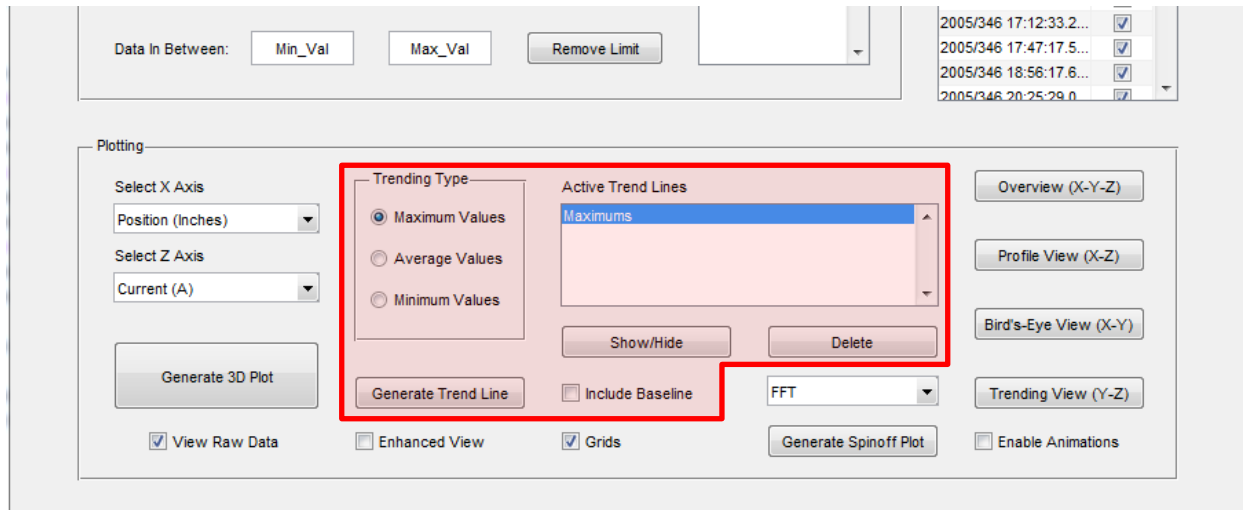 2005/346 17:12:33.2...
Data In Between: Min_Val Max_Val Remove Limit
2005/346 17:47:17.5...
2005/346 18:56:17.6...
2005/346 20:25:29.0
Plotting
Select X Axis
Position (Inches)
Select Z Axis
Current (A)
Generate 3D Plot
Trending Type
Maximum Values
Average Values
Minimum Values
Generate Trend Line
Active Trend Lines
Maximums
Show/Hide Delete
Include Baseline
FFT
Overview (X-Y-Z)
Profile View (X-Z)
Bird's-Eye View (X-Y)
Trending View (Y-Z)
View Raw Data Enhanced View Grids Generate Spinoff Plot Enable Animations